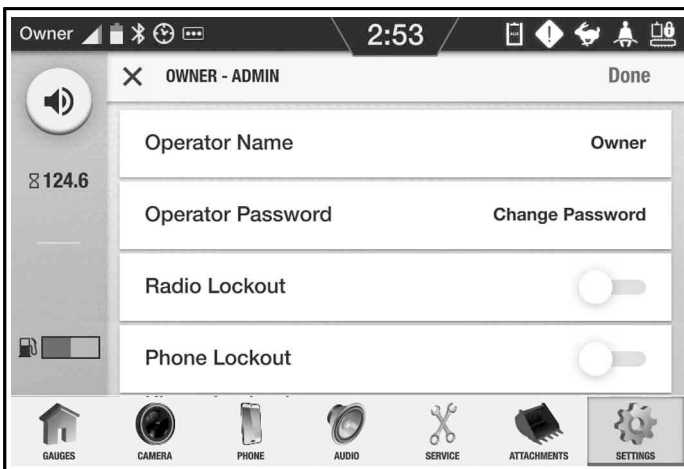 Owner 2:53
OWNER - ADMIN Done
Operator Name Owner
124.6
Operator Password Change Password
Radio Lockout
Phone Lockout
GAUGES CAMERA PHONE AUDIO SERVICE ATTACHMENTS SETTINGS